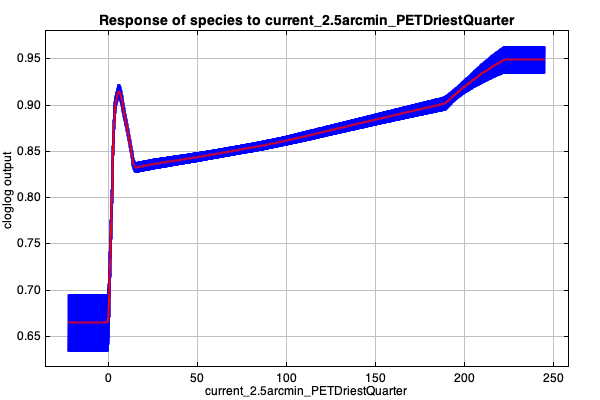 Response of species to current_2.5arcmin_PETDriestQuarter
0.95
0.90
0.85
0.80
0.75
0.70
0.65
cloglog output
0 50 100 150 200 250
current_2.5arcmin_PETDriestQuarter